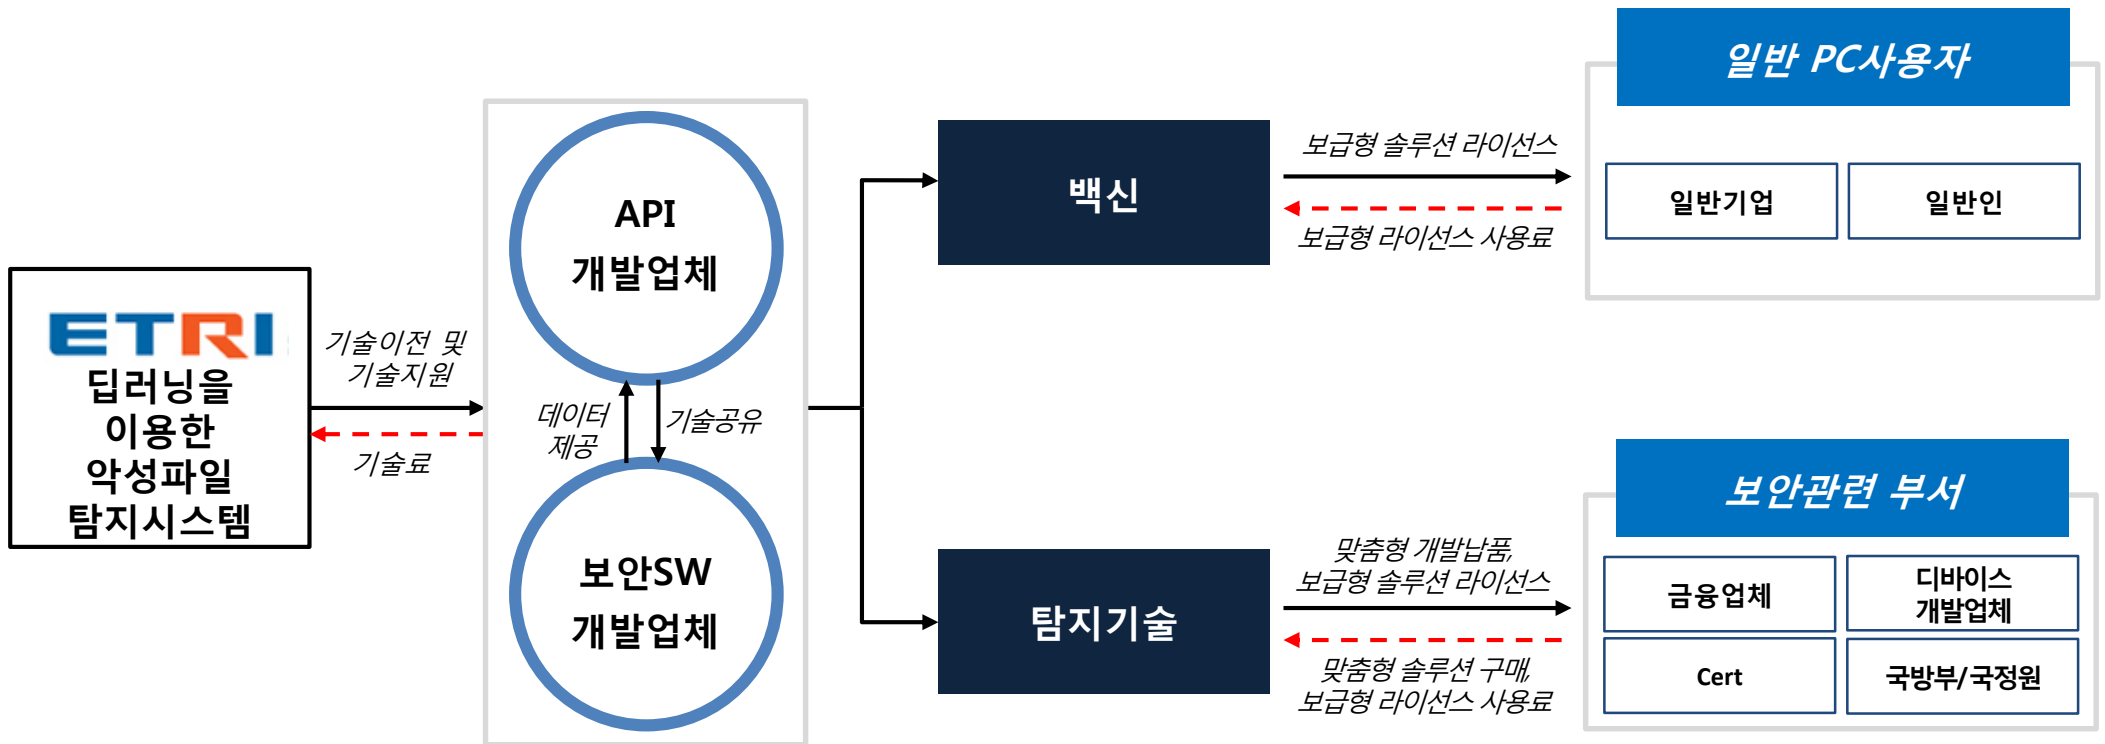 ETRI
딥러닝을
이용한
악성파일
탐지시스템
기술이전 및
기술지원
기술료
API
개발업체
데이터
제공
기술공유
보안SW
개발업체
백신
보급형 솔루션 라이선스
보급형 라이선스 사용료
일반 PC사용자
일반기업
일반인
탐지기술
맞춤형 개발납품,
보급형 솔루션 라이선스
맞춤형 솔루션 구매,
보급형 라이선스 사용료
보안관련 부서
금융업체
디바이스
개발업체
Cert
국방부/국정원